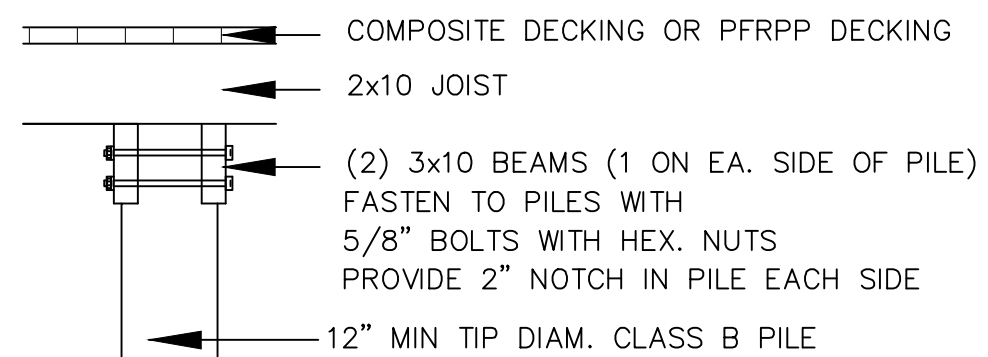 COMPOSITE DECKING OR PFRPP DECKING
2x10 JOIST
(2) 3x10 BEAMS (1 ON EA. SIDE OF PILE)
FASTEN TO PILES WITH
5/8” BOLTS WITH HEX. NUTS
PROVIDE 2” NOTCH IN PILE EACH SIDE
12” MIN TIP DIAM. CLASS B PILE